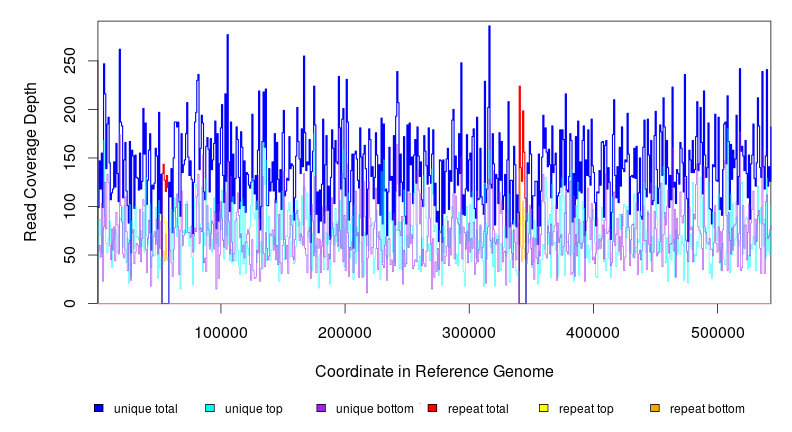 250
200
150
100
50
0
Read Coverage Depth
100000 200000 300000 400000 500000
Coordinate in Reference Genome
unique total unique top unique bottom repeat total repeat top repeat bottom